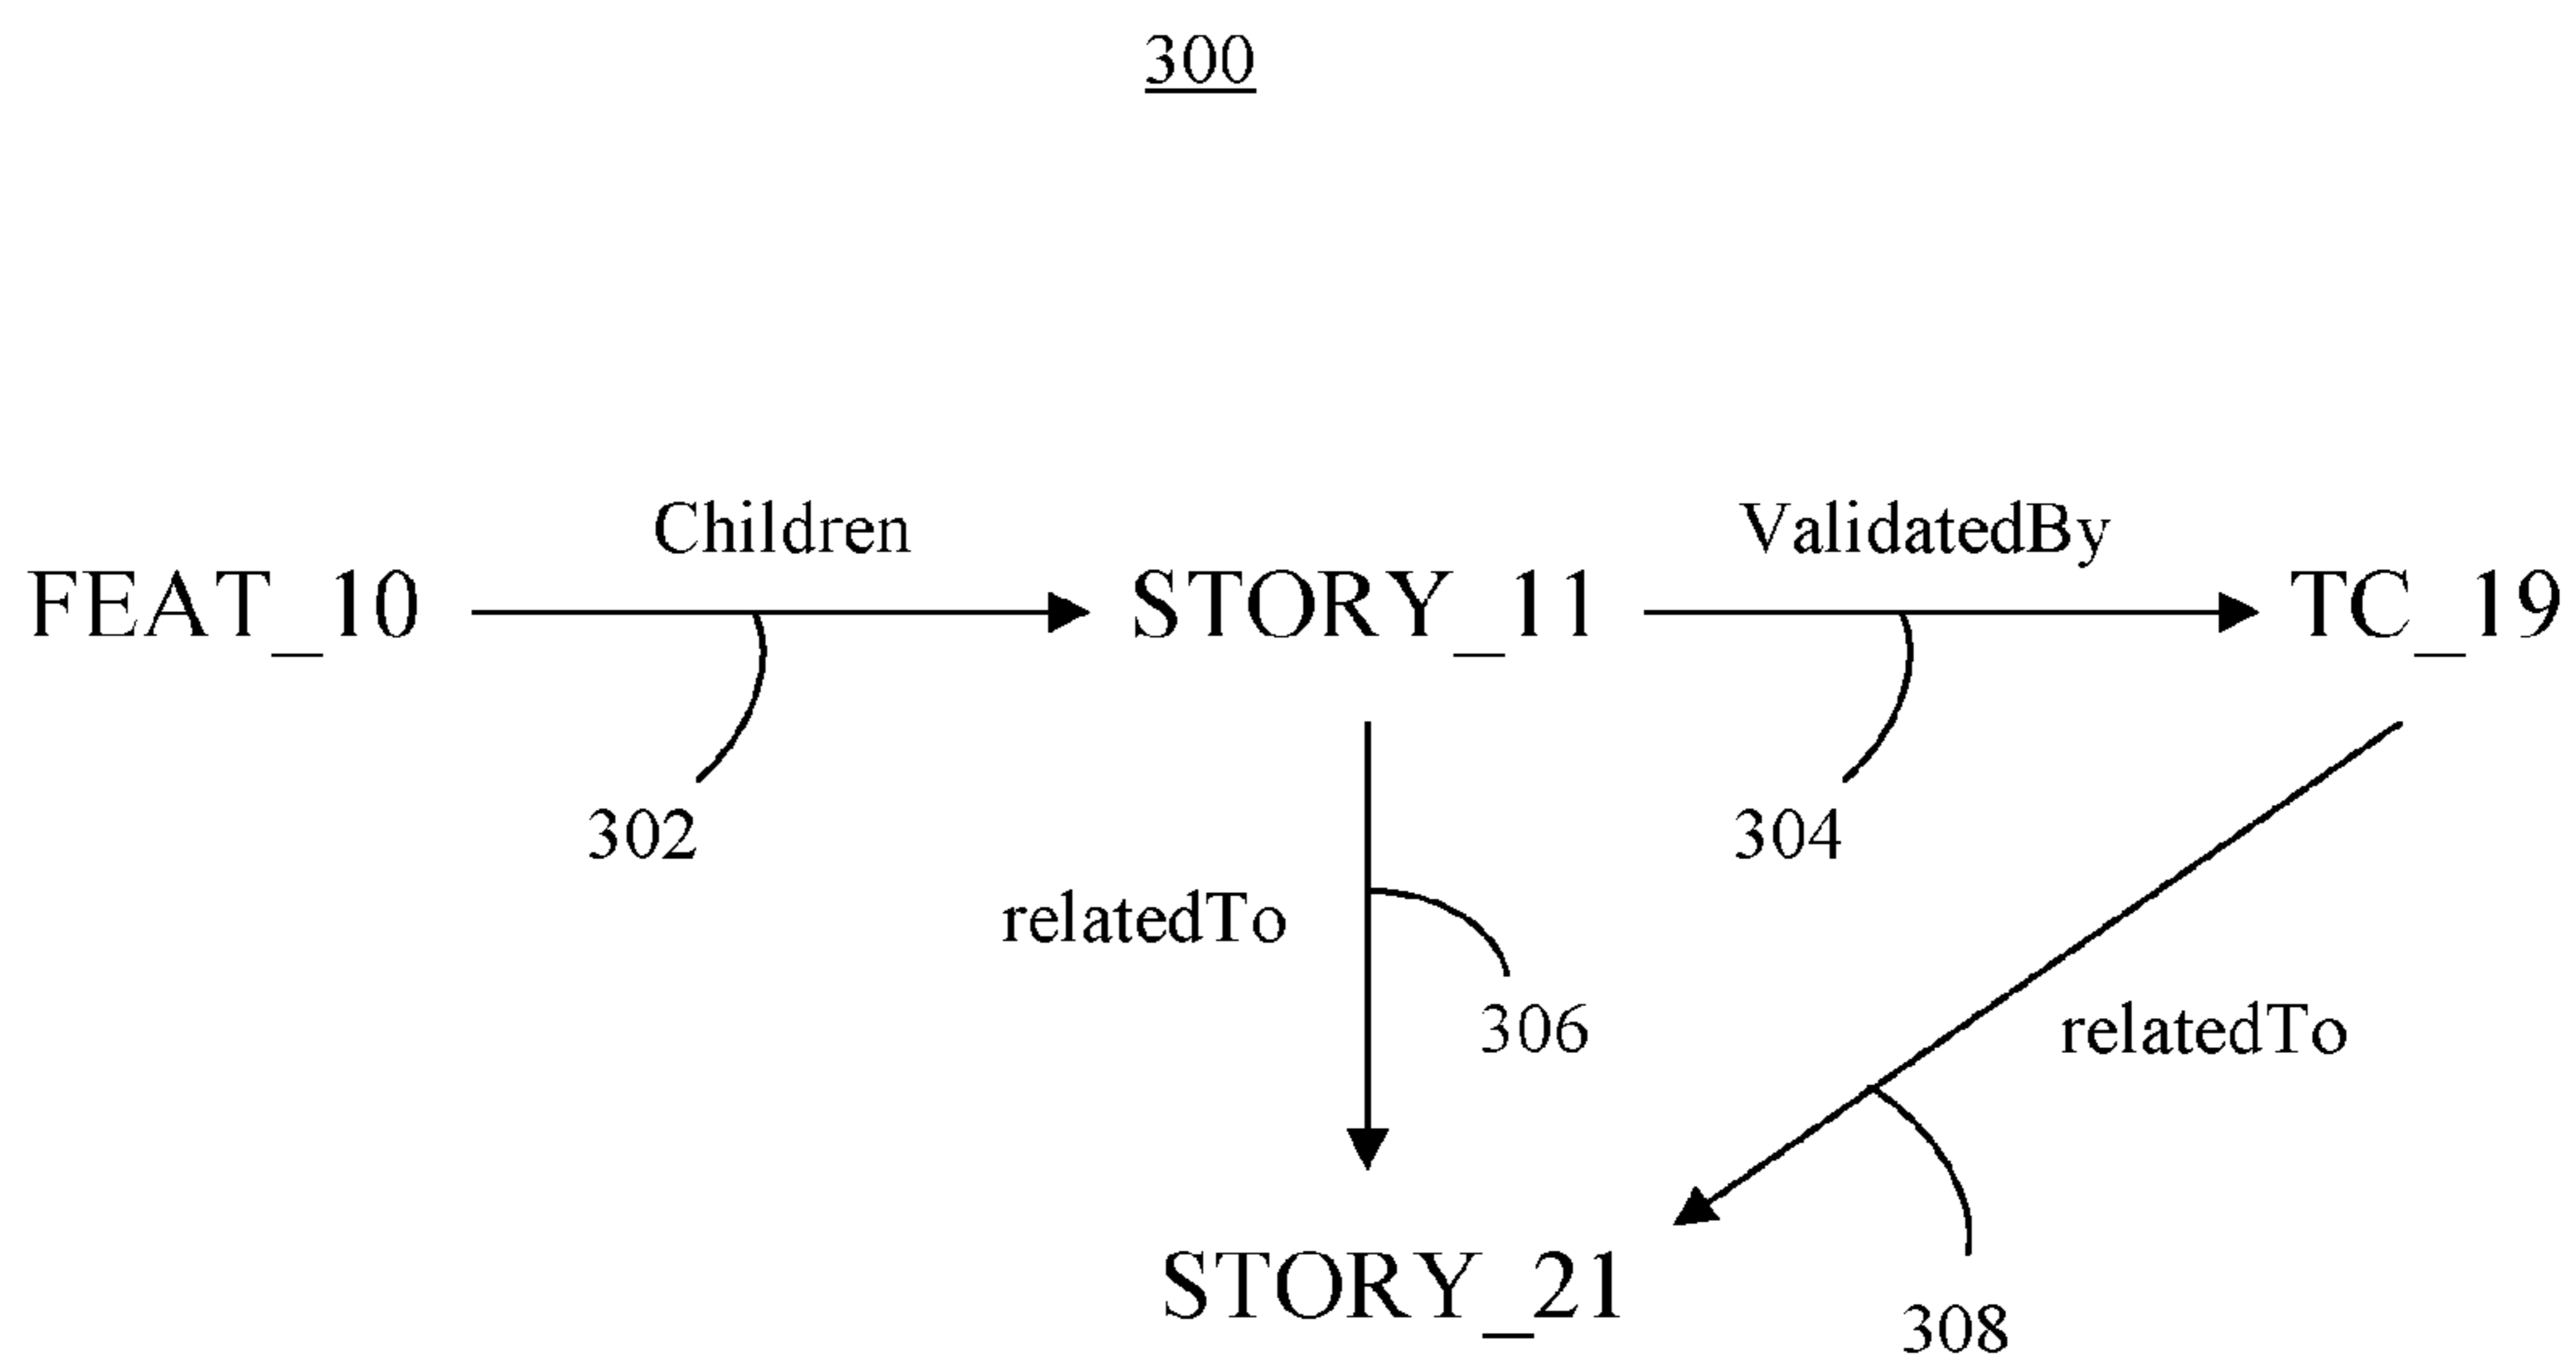 300
Children
ValidatedBy
FEAT_10
STORY_11
TC_19
302
304
relatedTo
306
relatedTo
STORY_21
308